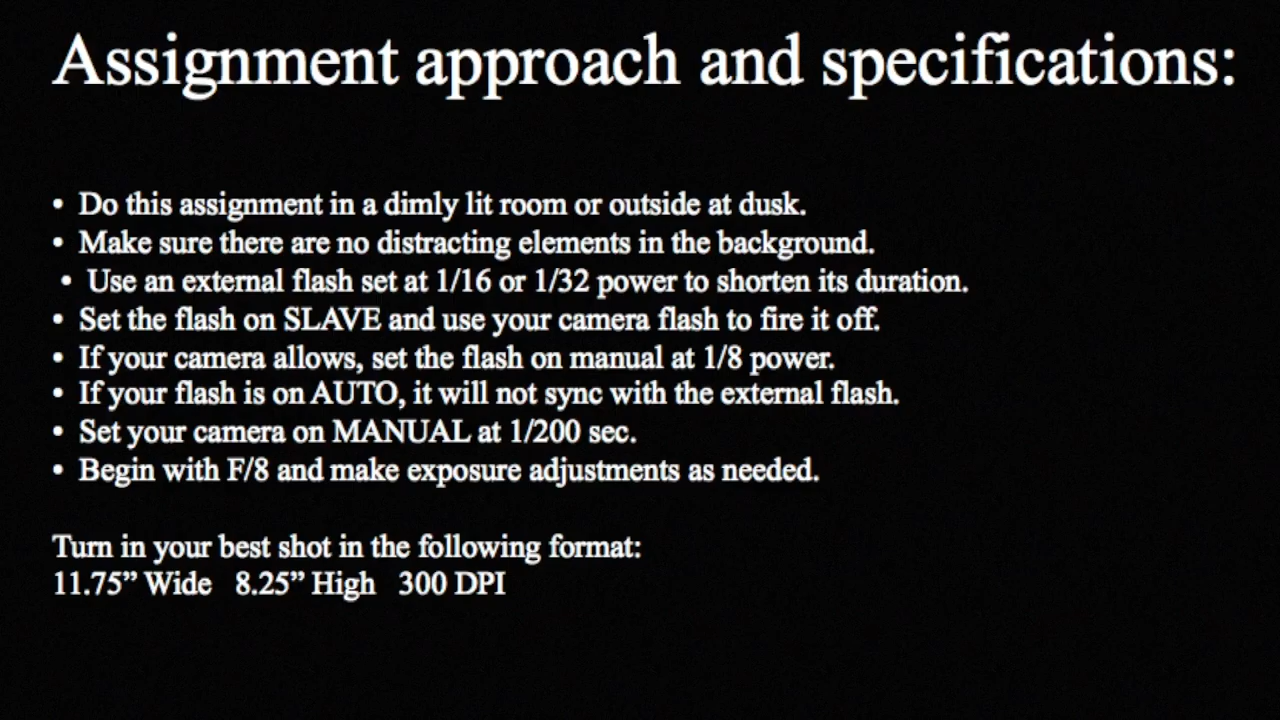 Assignment approach and specifications:
• Do this assignment in a dimly lit room or outside at dusk.
• Make sure there are no distracting elements in the background.
• Use an external flash set at 1/16 or 1/32 power to shorten its duration.
• Set the flash on SLAVE and use your camera flash to fire it off.
• If your camera allows, set the flash on manual at 1/8 power.
• If your flash is on AUTO, it will not sync with the external flash.
• Set your camera on MANUAL at 1/200 sec.
• Begin with F/8 and make exposure adjustments as needed.
Turn in your best shot in the following format:
11.75” Wide 8.25” High 300 DPI